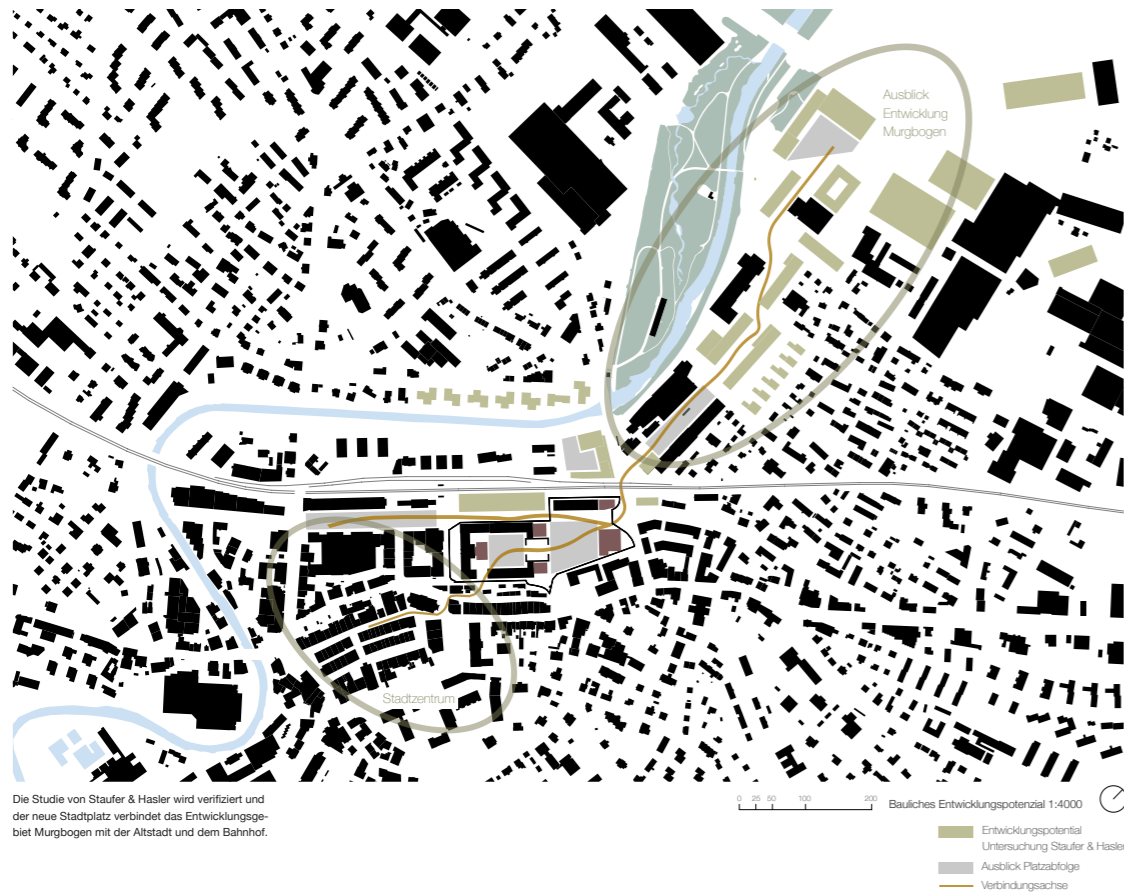 Ausblick
Entwicklung
Murgbogen
Stadtzentrum
Die Studie von Staufer & Hasler wird verifiziert und
der neue Stadtplatz verbindet das Entwicklungsge-
biet Murgbogen mit der Altstadt und dem Bahnhof.
0 25 50 100 200
Bauliches Entwicklungspotenzial 1:4000
Entwicklungspotential
Untersuchung Staufer & Hasler
Ausblick Platzabfolge
Verbindungsachse